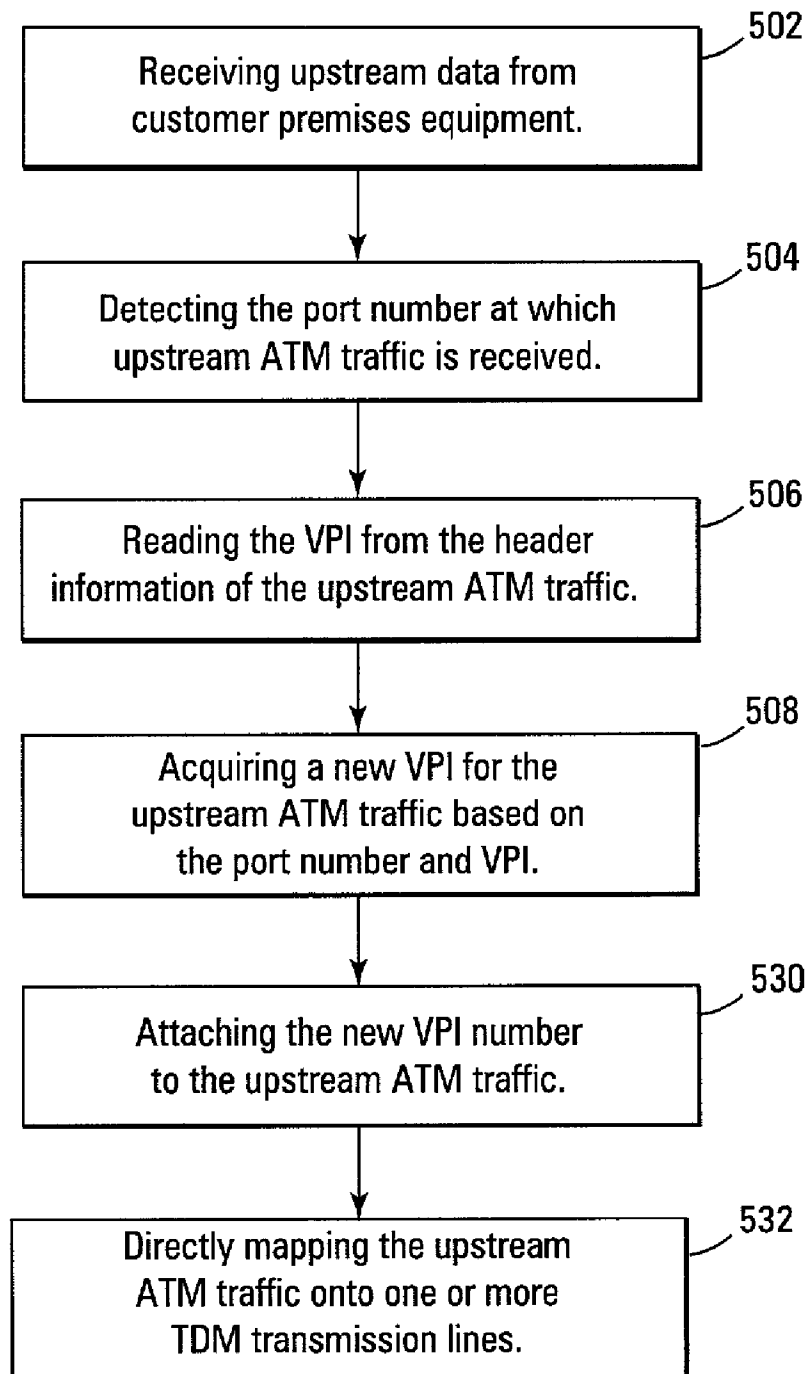 502
Receiving upstream data from
customer premises equipment.
504
Detecting the port number at which
upstream ATM traffic is received.
506
Reading the VPI from the header
information of the upstream ATM traffic.
508
Acquiring a new VPI for the
upstream ATM traffic based on
the port number and VPI.
530
Attaching the new VPI number
to the upstream ATM traffic.
532
Directly mapping the upstream
ATM traffic onto one or more
TDM transmission lines.